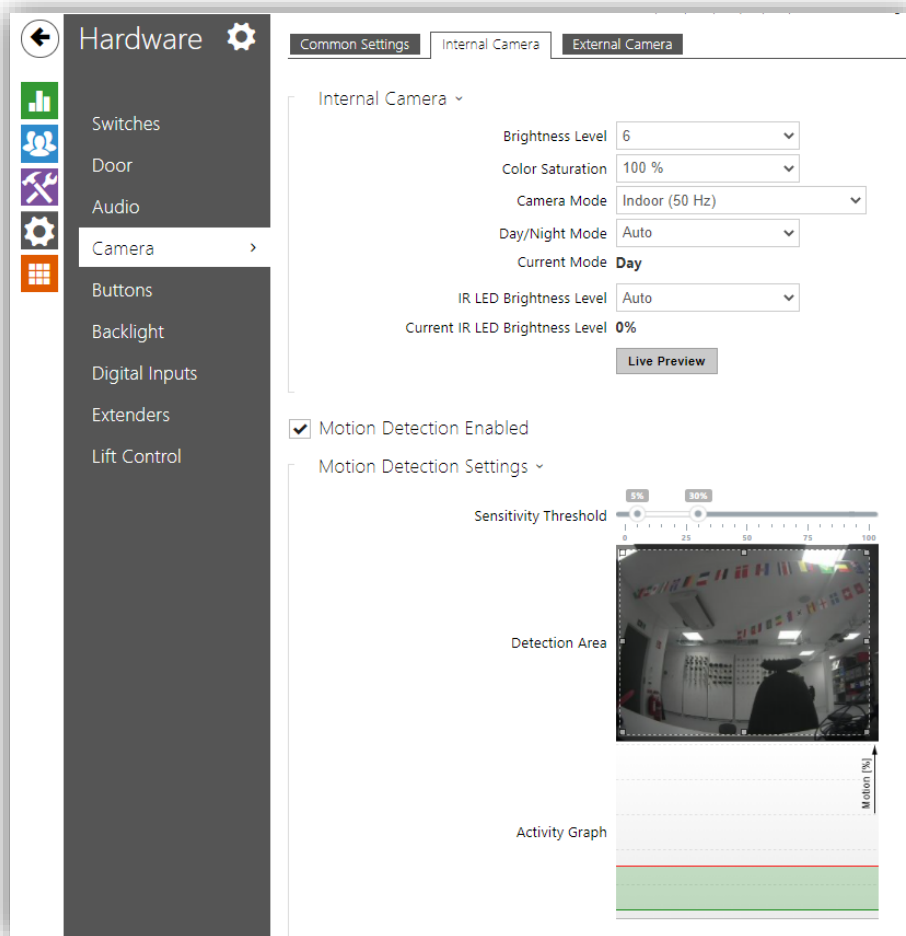 Hardware
Common Settings
Internal Camera
External Camera
Switches
Door
Audio
Camera
Buttons
Backlight
Digital Inputs
Extenders
Lift Control
Internal Camera
Brightness Level 6
Color Saturation 100 %
Camera Mode Indoor (50 Hz)
Day/Night Mode Auto
Current Mode Day
IR LED Brightness Level Auto
Current IR LED Brightness Level 0%
Live Preview
Motion Detection Enabled
Motion Detection Settings
5% 30%
Sensitivity Threshold
0 25 50 75 100
Detection Area
Motion [%]
Activity Graph